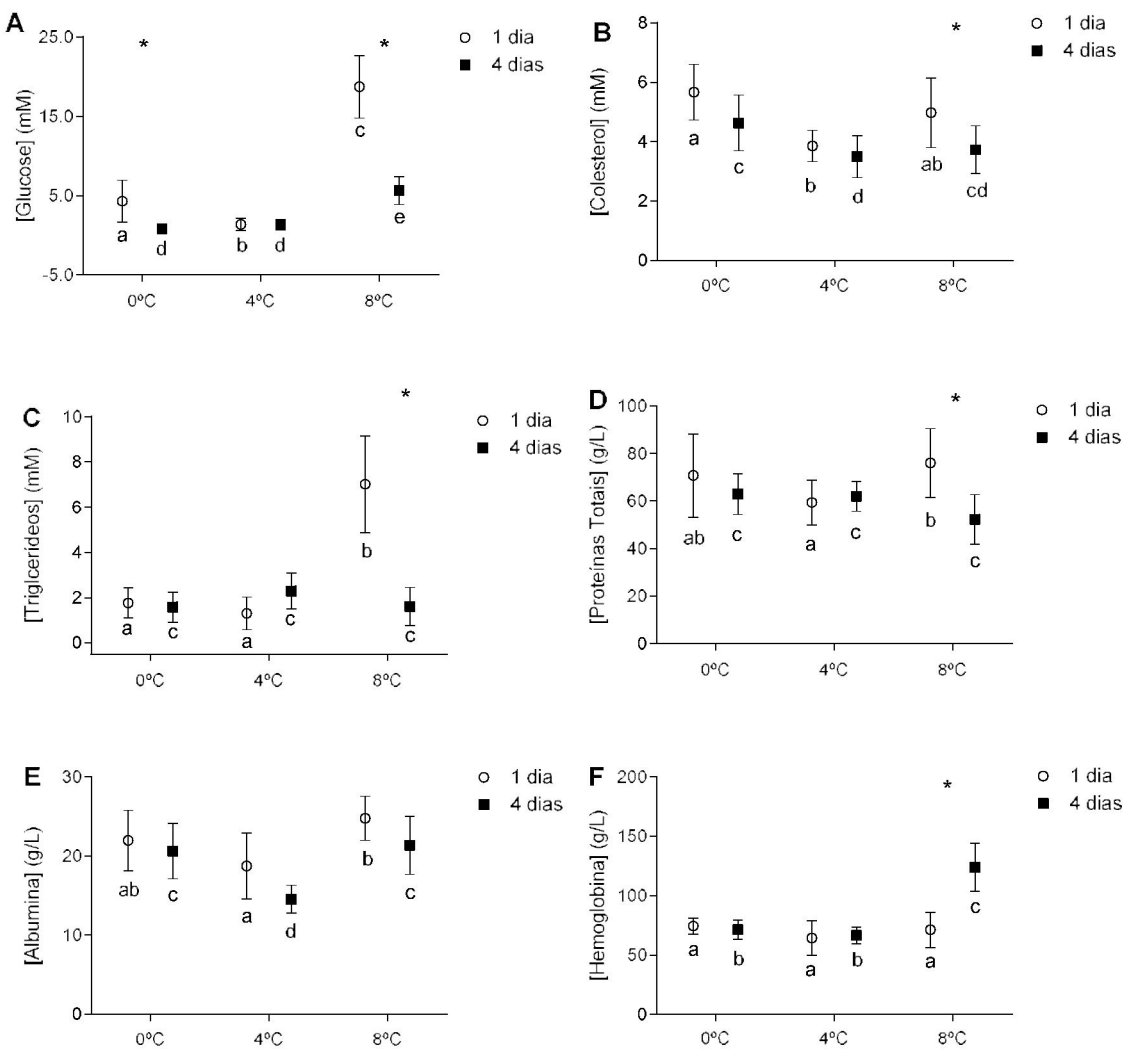 A
[Glucose] (mM)
25.0
15.0
5.0
-5.0
* *
a d b d c e
0ºC 4ºC 8ºC
1 dia
4 dias
B
[Colesterol] (mM)
8
6
4
2
0
*
a c b d ab cd
0ºC 4ºC 8ºC
1 dia
4 dias
C
[Triglcerídeos] (mM)
10
8
6
4
2
0
*
a c a c b c
0ºC 4ºC 8ºC
1 dia
4 dias
D
[Proteínas Totais] (g/L)
100
80
60
40
20
0
*
ab c a c b c
0ºC 4ºC 8ºC
1 dia
4 dias
E
[Albumina] (g/L)
30
20
10
0
ab c a d b c
0ºC 4ºC 8ºC
1 dia
4 dias
F
[Hemoglobina] (g/L)
200
150
100
50
0
*
a b a b a c
0ºC 4ºC 8ºC
1 dia
4 dias